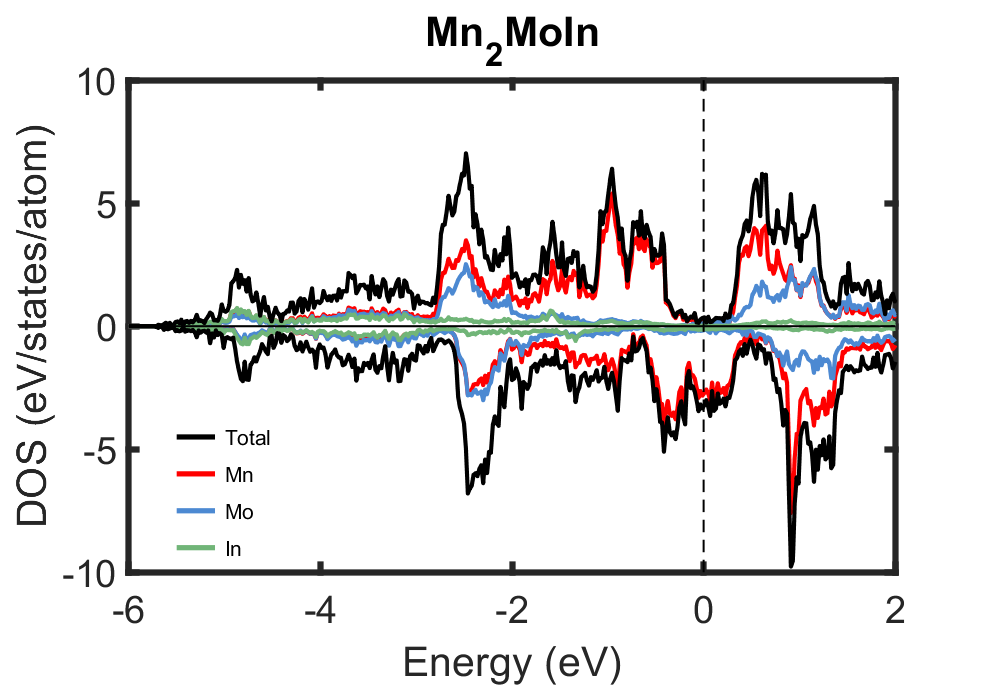 Mn2MoIn
DOS (eV/states/atom)
10
5
0
-5
-10
Total
Mn
Mo
In
-6
-4
-2
0
2
Energy (eV)